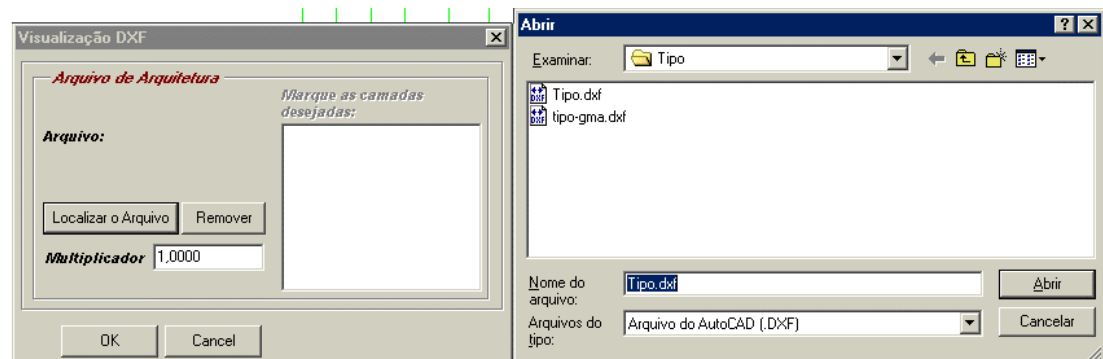 Visualização DXF
Arquivo de Arquitetura
Marque as camadas
desejadas:
Arquivo:
Localizar o Arquivo
Remover
Multiplicador
1,0000
OK
Cancel
Abrir
Examinar:
Tipo
Tipo.dxf
tipo-gma.dxf
Nome do
arquivo:
Tipo.dxf
Abrir
Arquivos do
tipo:
Arquivo do AutoCAD (.DXF)
Cancelar